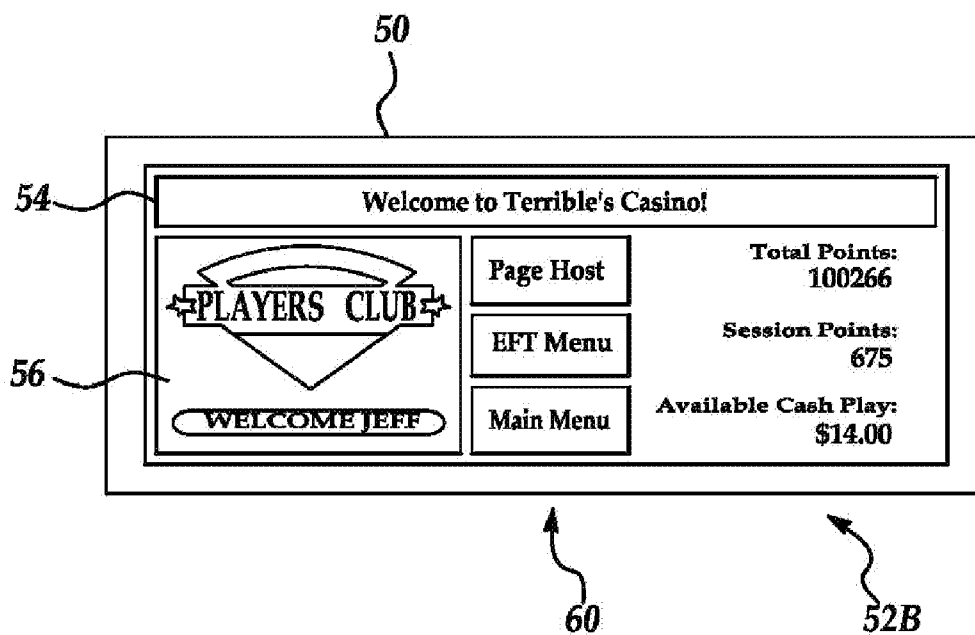 50
54
Welcome to Terrible's Casino!
PLAYERS CLUB
56
WELCOME JEFF
Page Host
EFT Menu
Main Menu
Total Points:
100266
Session Points:
675
Available Cash Play:
$14.00
60
52B